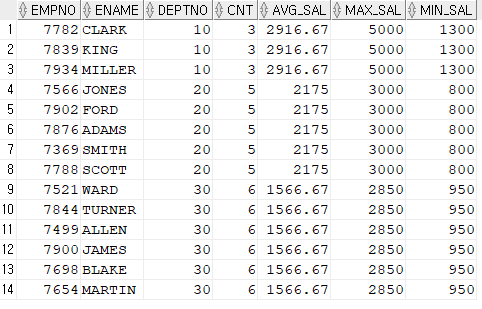 EMPNO ENAME DEPTNO CNT AVG_SAL MAX_SAL MIN_SAL
1 7782 CLARK 10 3 2916.67 5000 1300
2 7839 KING 10 3 2916.67 5000 1300
3 7934 MILLER 10 3 2916.67 5000 1300
4 7566 JONES 20 5 2175 3000 800
5 7902 FORD 20 5 2175 3000 800
6 7876 ADAMS 20 5 2175 3000 800
7 7369 SMITH 20 5 2175 3000 800
8 7788 SCOTT 20 5 2175 3000 800
9 7521 WARD 30 6 1566.67 2850 950
10 7844 TURNER 30 6 1566.67 2850 950
11 7499 ALLEN 30 6 1566.67 2850 950
12 7900 JAMES 30 6 1566.67 2850 950
13 7698 BLAKE 30 6 1566.67 2850 950
14 7654 MARTIN 30 6 1566.67 2850 950